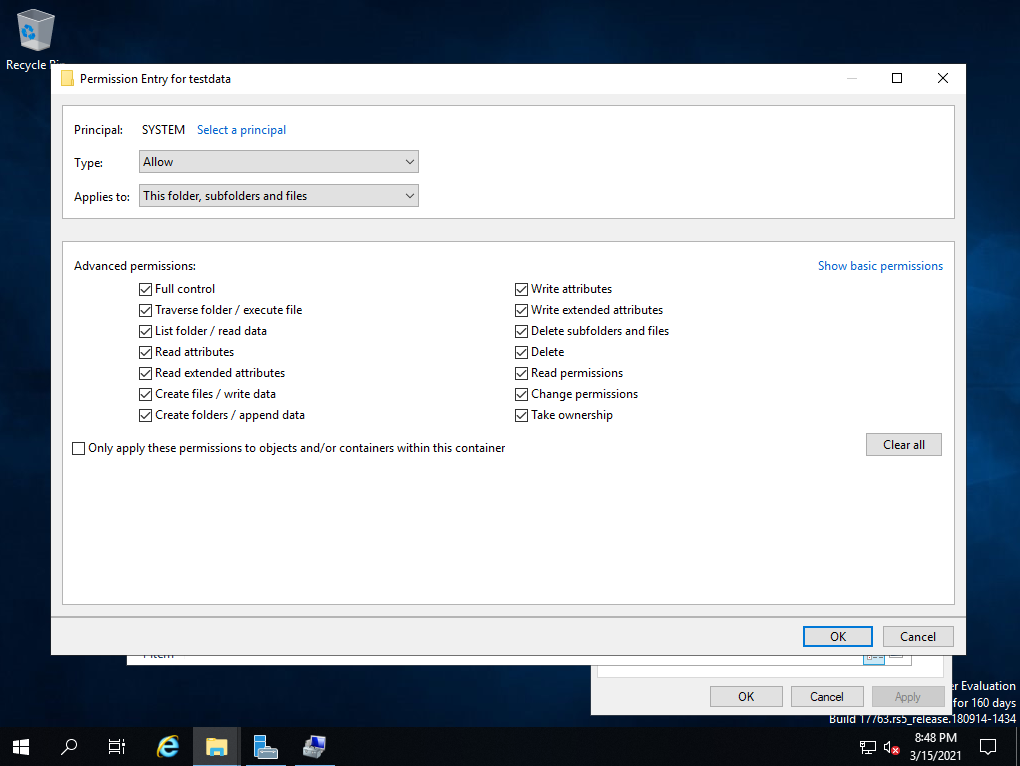 Recycle Bin
Permission Entry for testdata
Principal: SYSTEM Select a principal
Type: Allow
Applies to: This folder, subfolders and files
Advanced permissions: Show basic permissions
Full control Write attributes
Traverse folder / execute file Write extended attributes
List folder / read data Delete subfolders and files
Read attributes Delete
Read extended attributes Read permissions
Create files / write data Change permissions
Create folders / append data Take ownership
Only apply these permissions to objects and/or containers within this container Clear all
OK Cancel
1 item
OK Cancel Apply
er Evaluation
for 160 days
Build 17763.rs5_release.180914-1434
8:48 PM
3/15/2021